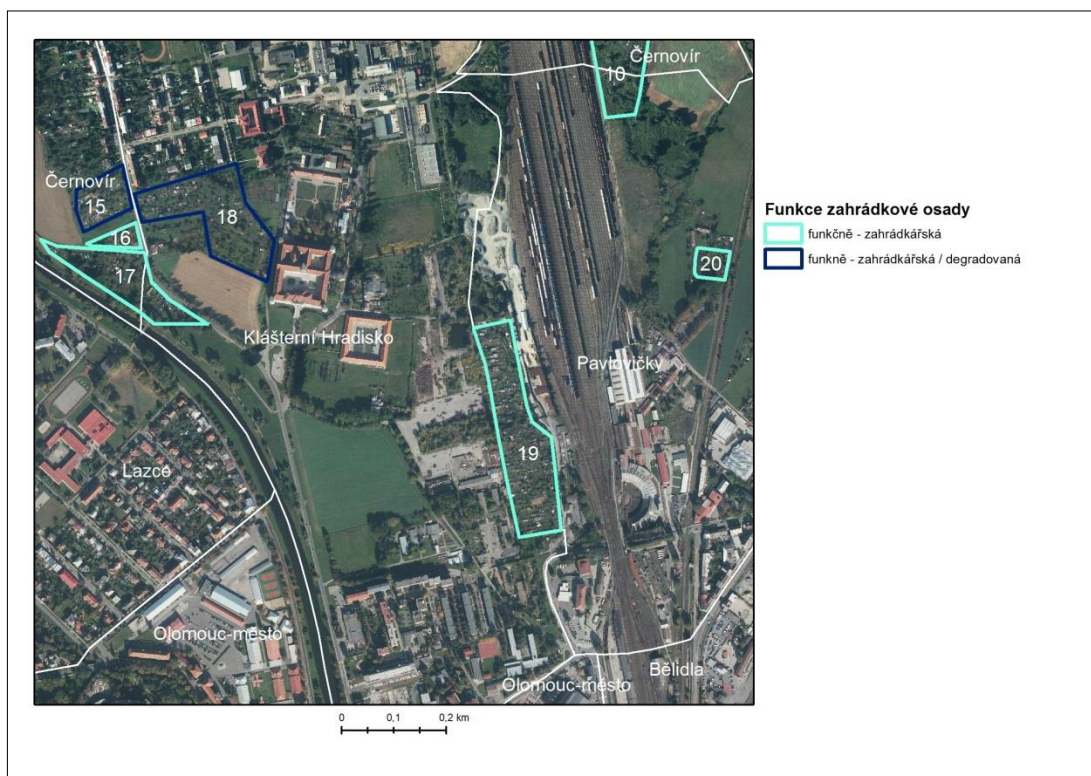 Černovír
10
Černovír
15
18
16
17
20
Klášterní Hradisko
Pavlovičky
19
Lazce
Olomouc-město
Bělidla
Olomouc-město
Funkce zahrádkové osady
funkčně - zahrádkářská
funkně - zahrádkářská / degradovaná
0 0,1 0,2 km